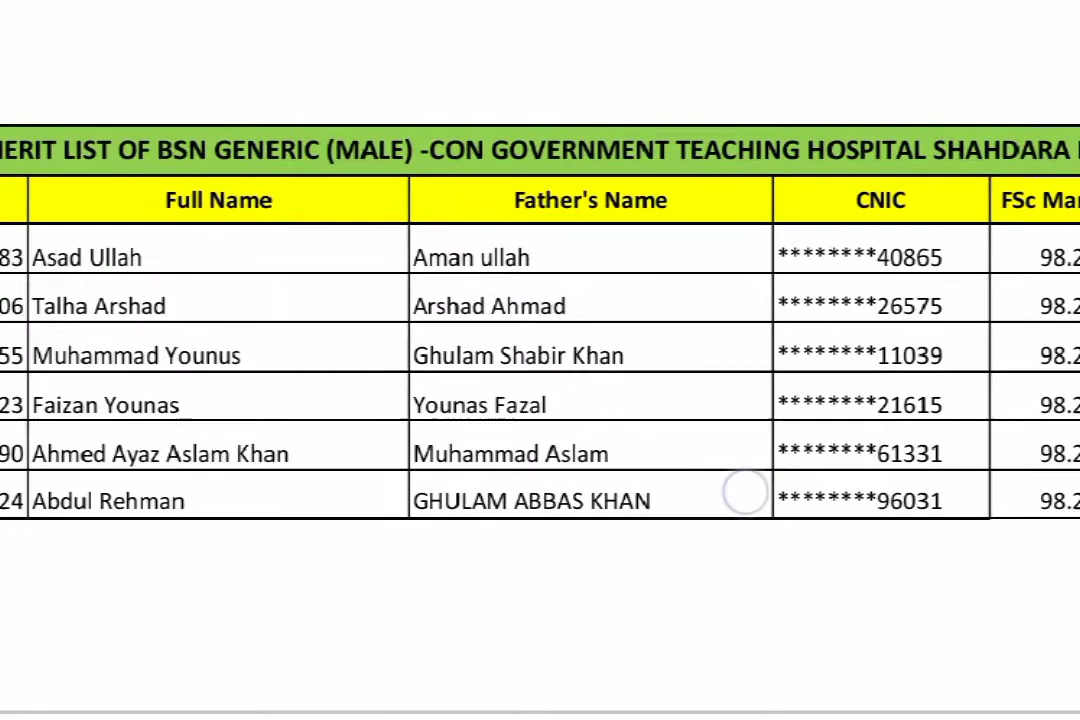 ERIT LIST OF BSN GENERIC (MALE) -CON GOVERNMENT TEACHING HOSPITAL SHAHDARA
Full Name Father's Name CNIC FSc Mar
83 Asad Ullah Aman ullah ********40865 98.2
06 Talha Arshad Arshad Ahmad ********26575 98.2
55 Muhammad Younus Ghulam Shabir Khan ********11039 98.2
23 Faizan Younas Younas Fazal ********21615 98.2
90 Ahmed Ayaz Aslam Khan Muhammad Aslam ********61331 98.2
24 Abdul Rehman GHULAM ABBAS KHAN ********96031 98.2